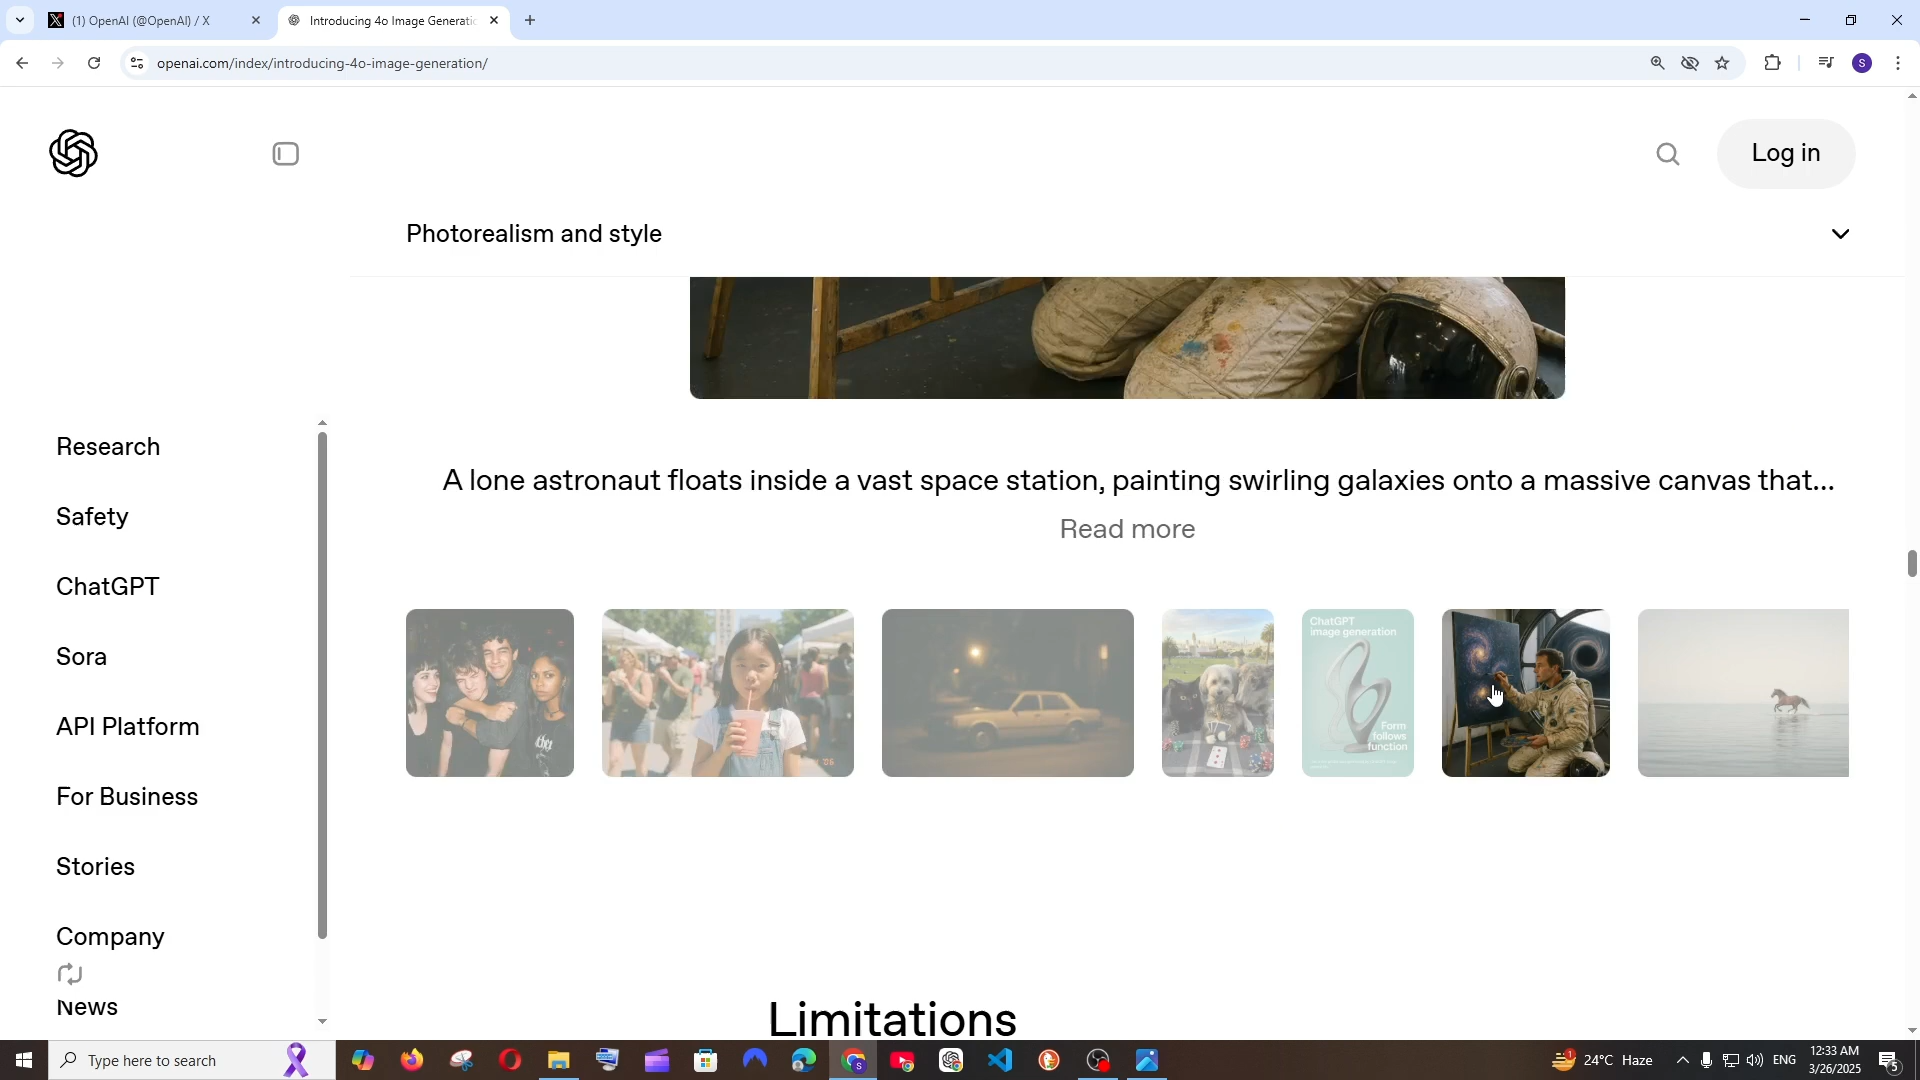 (1) OpenAI (@OpenAI) / X
Introducing 4o Image Generatio
openai.com/index/introducing-4o-image-generation/
S
Log in
Photorealism and style
Research
Safety
ChatGPT
Sora
API Platform
For Business
Stories
Company
News
A lone astronaut floats inside a vast space station, painting swirling galaxies onto a massive canvas that...
Read more
ChatGPT
image generation
Form
follows
function
Limitations
Type here to search
1
24°C Haze
ENG
12:33 AM
3/26/2025
5